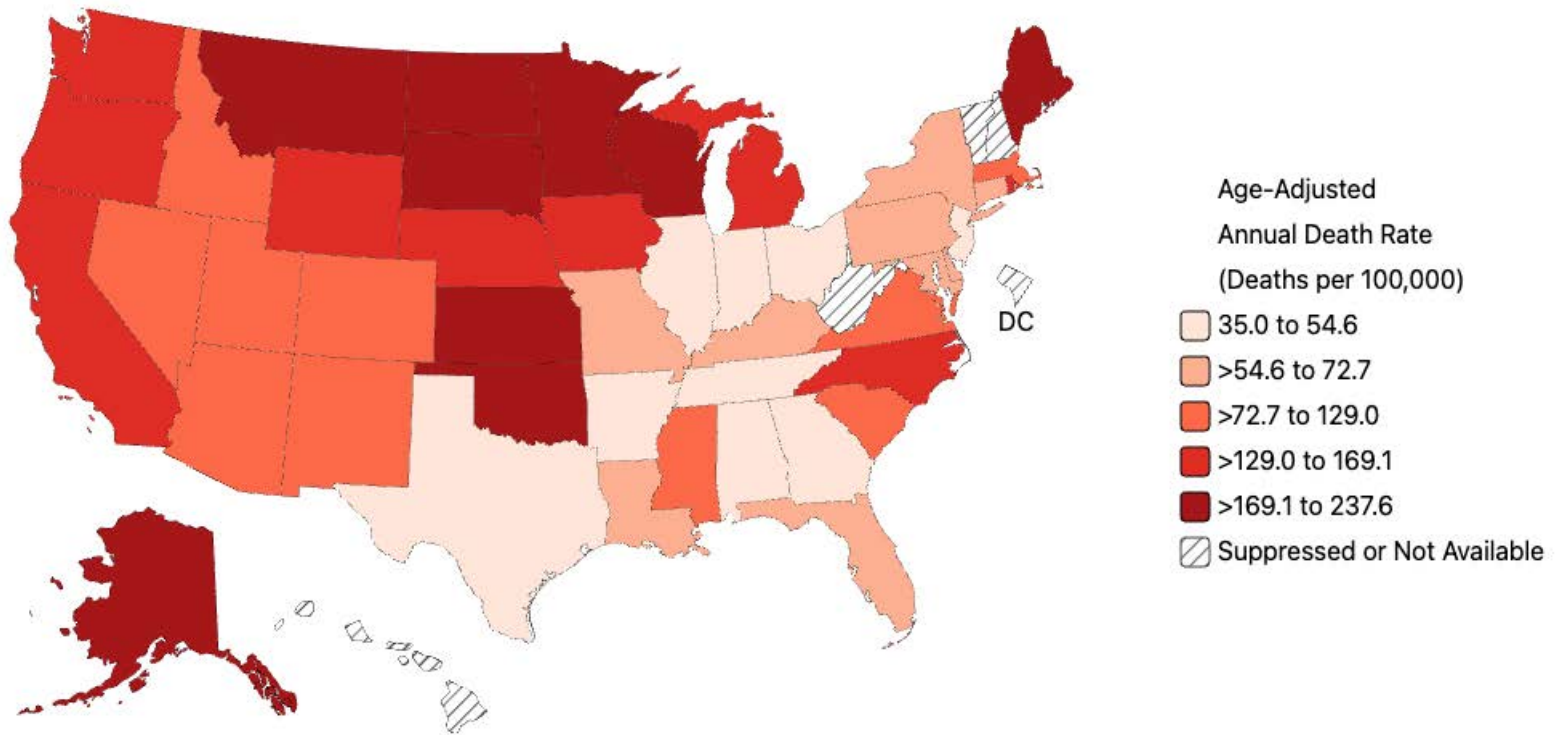 Age-Adjusted
Annual Death Rate
(Deaths per 100,000)
35.0 to 54.6
>54.6 to 72.7
>72.7 to 129.0
>129.0 to 169.1
>169.1 to 237.6
Suppressed or Not Available
DC